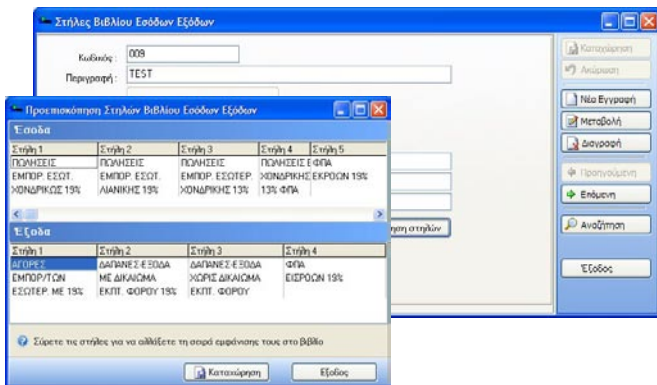 Στήλες Βιβλίου Εσόδων Εξόδων
Κωδικός : 009
Περιγραφή : TEST
Καταχώρηση
Ακύρωση
Νέα Εγγραφή
Μεταβολή
Διαγραφή
Προηγούμενη
Επόμενη
Αναζήτηση
Έξοδος
ηση στηλών
Προεπισκόπηση Στηλών Βιβλίου Εσόδων Εξόδων
Έσοδα
Στήλη 1 Στήλη 2 Στήλη 3 Στήλη 4 Στήλη 5
ΠΩΛΗΣΕΙΣ ΠΩΛΗΣΕΙΣ ΠΩΛΗΣΕΙΣ ΠΩΛΗΣΕΙΣ Ε ΦΠΑ
ΕΜΠΟΡ. ΕΣΩΤ. ΕΜΠΟΡ. ΕΣΩΤ. ΕΜΠΟΡ. ΕΣΩΤΕΡ. ΧΟΝΔΡΙΚΗΣ ΕΚΡΟΩΝ 19%
ΧΟΝΔΡΙΚΩΣ 19% ΛΙΑΝΙΚΗΣ 19% ΧΟΝΔΡΙΚΗΣ 13% 13% ΦΠΑ
Έξοδα
Στήλη 1 Στήλη 2 Στήλη 3 Στήλη 4
ΑΓΟΡΕΣ ΔΑΠΑΝΕΣ-ΕΞΟΔΑ ΔΑΠΑΝΕΣ-ΕΞΟΔΑ ΦΠΑ
ΕΜΠΟΡ/ΤΩΝ ΜΕ ΔΙΚΑΙΩΜΑ ΧΩΡΙΣ ΔΙΚΑΙΩΜΑ ΕΙΣΡΟΩΝ 19%
ΕΣΩΤΕΡ. ΜΕ 19% ΕΚΠΤ. ΦΟΡΟΥ 19% ΕΚΠΤ. ΦΟΡΟΥ
Σύρετε τις στήλες για να αλλάξετε τη σειρά εμφάνισης τους στο βιβλίο
Καταχώρηση Έξοδος